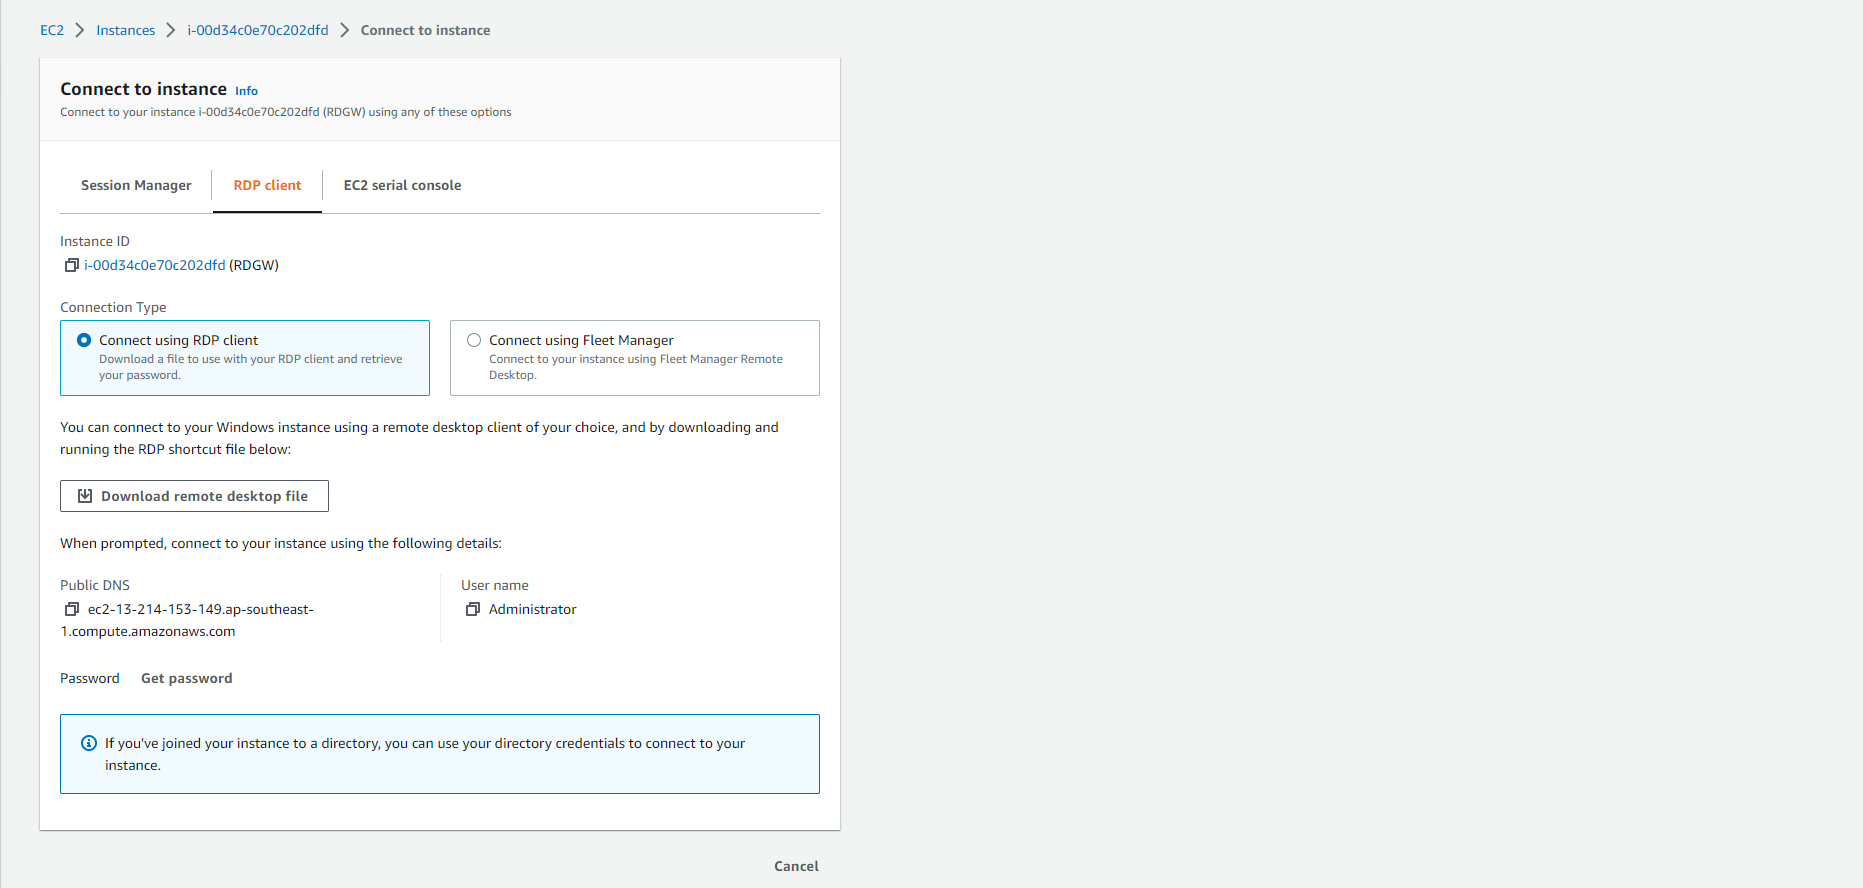 EC2 > Instances > i-00d34c0e70c202dfd > Connect to instance
Connect to instance Info
Connect to your instance i-00d34c0e70c202dfd (RDGW) using any of these options
Session Manager RDP client EC2 serial console
Instance ID
i-00d34c0e70c202dfd (RDGW)
Connection Type
Connect using RDP client
Download a file to use with your RDP client and retrieve
your password.
Connect using Fleet Manager
Connect to your instance using Fleet Manager Remote
Desktop.
You can connect to your Windows instance using a remote desktop client of your choice, and by downloading and
running the RDP shortcut file below:
Download remote desktop file
When prompted, connect to your instance using the following details:
Public DNS
ec2-13-214-153-149.ap-southeast-
1.compute.amazonaws.com
User name
Administrator
Password Get password
If you've joined your instance to a directory, you can use your directory credentials to connect to your
instance.
Cancel